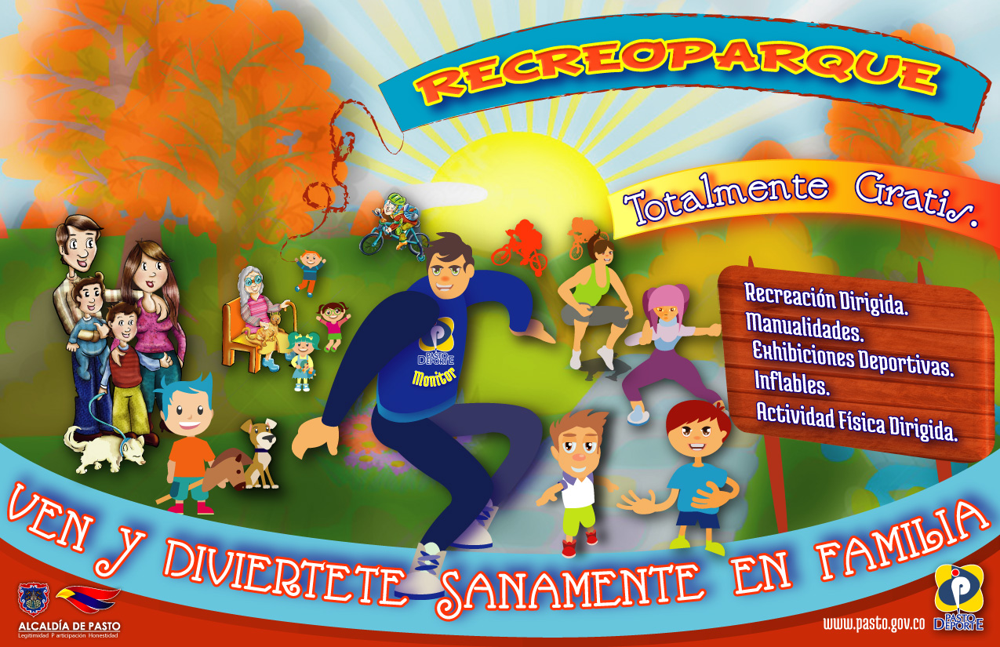 RECREOPARQUE
Totalmente Gratis.
Recreación Dirigida.
Manualidades.
Exhibiciones Deportivas.
Inflables.
Actividad Física Dirigida.
PASTO
DEPORTE
Monitor
VEN Y DIVIERTETE SANAMENTE EN FAMILIA
ALCALDÍA DE PASTO
Legitimidad P articipación Honestidad
www.pasto.gov.co
PASTO
DEPORTE